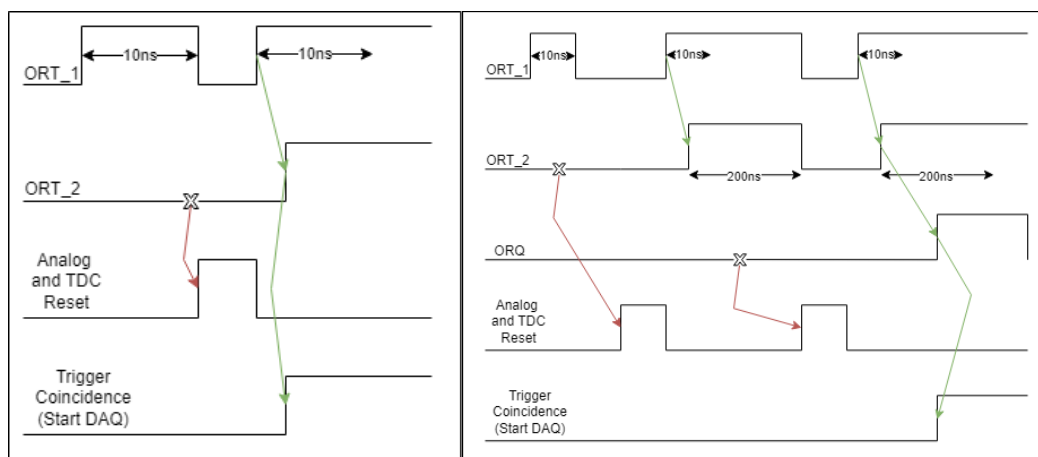 10ns
10ns
ORT_1
ORT_2
X
Analog
and TDC
Reset
Trigger
Coincidence
(Start DAQ)
10ns
10ns
10ns
ORT_1
X
ORT_2
200ns
200ns
X
ORQ
Analog
and TDC
Reset
Trigger
Coincidence
(Start DAQ)